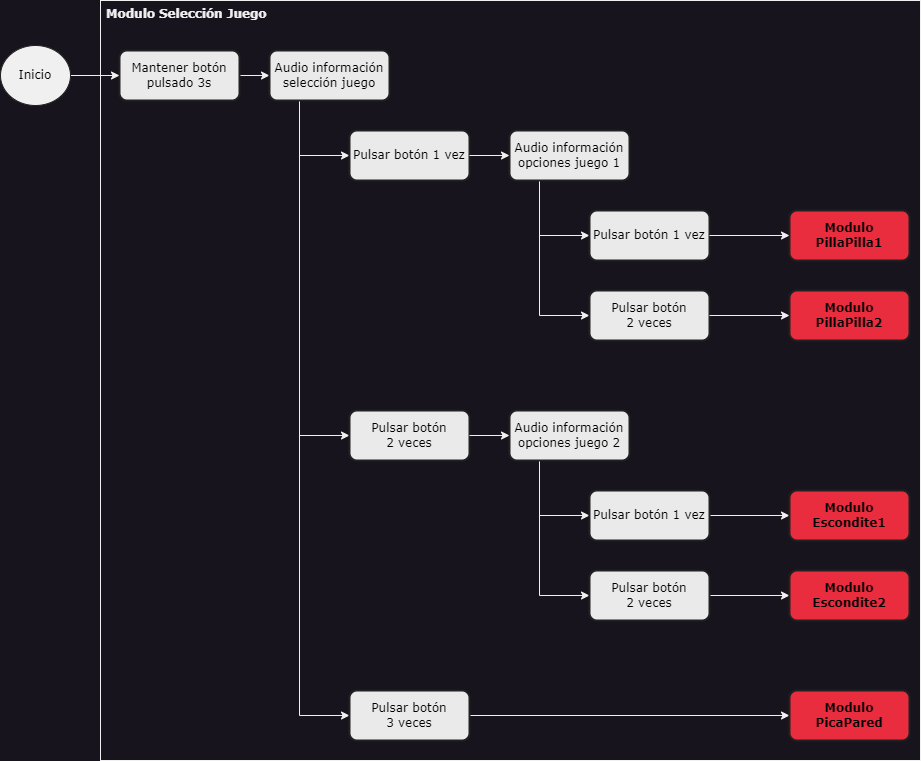 Modulo Selección Juego
Inicio
Mantener botón
pulsado 3s
Audio información
selección juego
Pulsar botón 1 vez
Audio información
opciones juego 1
Pulsar botón 1 vez
Modulo
PillaPilla1
Pulsar botón
2 veces
Modulo
PillaPilla2
Pulsar botón
2 veces
Audio información
opciones juego 2
Pulsar botón 1 vez
Modulo
Escondite1
Pulsar botón
2 veces
Modulo
Escondite2
Pulsar botón
3 veces
Modulo
PicaPared